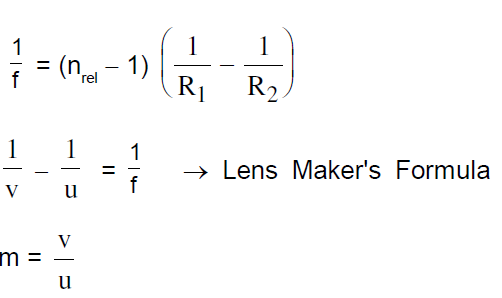 1/f = (n_rel – 1) (1/R₁ – 1/R₂)
1/v – 1/u = 1/f → Lens Maker's Formula
m = v/u